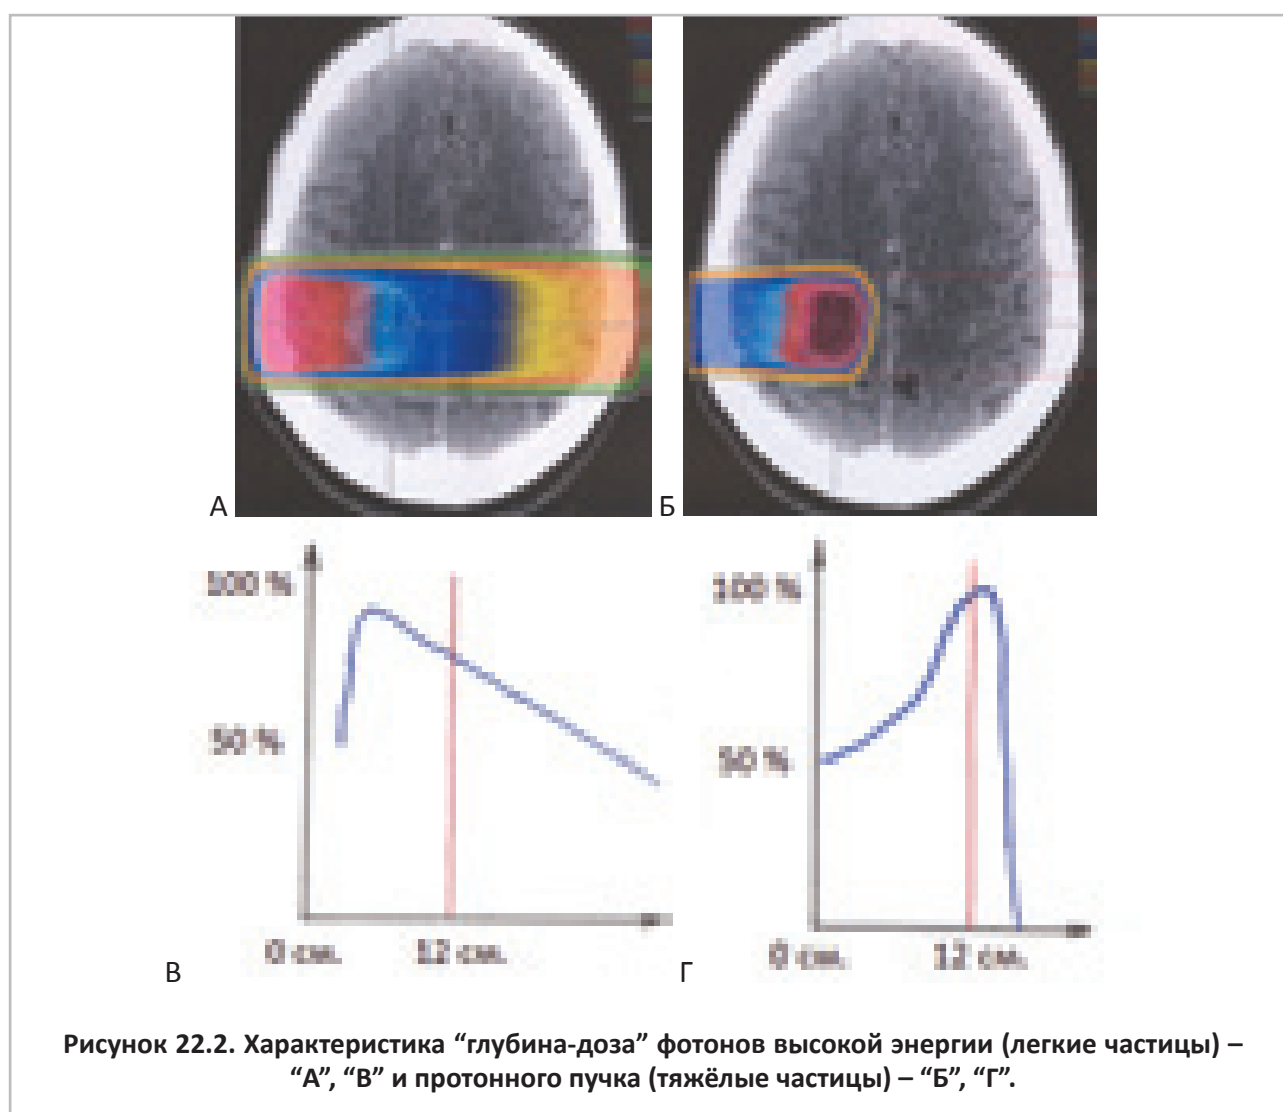 А
Б
100 %
50 %
0 см.
12 см.
В
100 %
50 %
0 см.
12 см.
Г
Рисунок 22.2. Характеристика “глубина-доза” фотонов высокой энергии (легкие частицы) –
“А”, “В” и протонного пучка (тяжёлые частицы) – “Б”, “Г”.